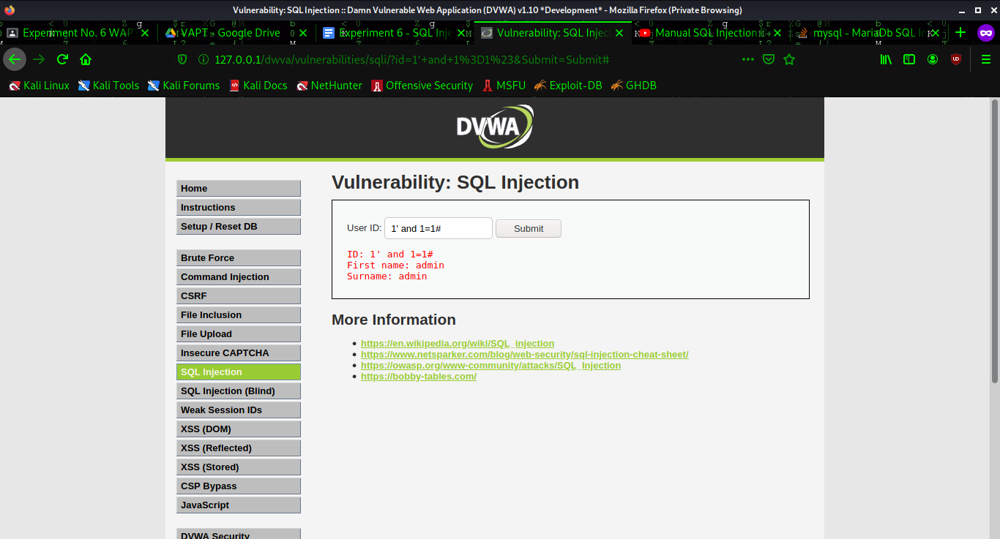 Vulnerability: SQL Injection :: Damn Vulnerable Web Application (DVWA) v1.10 *Development* - Mozilla Firefox (Private Browsing)
Experiment No. 6 WAP
VAPT - Google Drive
Experiment 6 - SQL Inje
Vulnerability: SQL Inject
Manual SQL Injection
mysql - MariaDb SQL I
127.0.0.1/dwva/vulnerabilities/sqli/?id=1'+and+1%3D1%23&Submit=Submit#
Kali Linux
Kali Tools
Kali Forums
Kali Docs
NetHunter
Offensive Security
MSFU
Exploit-DB
GHDB
DVWA
Home
Instructions
Setup / Reset DB
Brute Force
Command Injection
CSRF
File Inclusion
File Upload
Insecure CAPTCHA
SQL Injection
SQL Injection (Blind)
Weak Session IDs
XSS (DOM)
XSS (Reflected)
XSS (Stored)
CSP Bypass
JavaScript
DVWA Security
Vulnerability: SQL Injection
User ID: 1' and 1=1# Submit
ID: 1' and 1=1#
First name: admin
Surname: admin
More Information
https://en.wikipedia.org/wiki/SQL_injection
https://www.netsparker.com/blog/web-security/sql-injection-cheat-sheet/
https://owasp.org/www-community/attacks/SQL_Injection
https://bobby-tables.com/